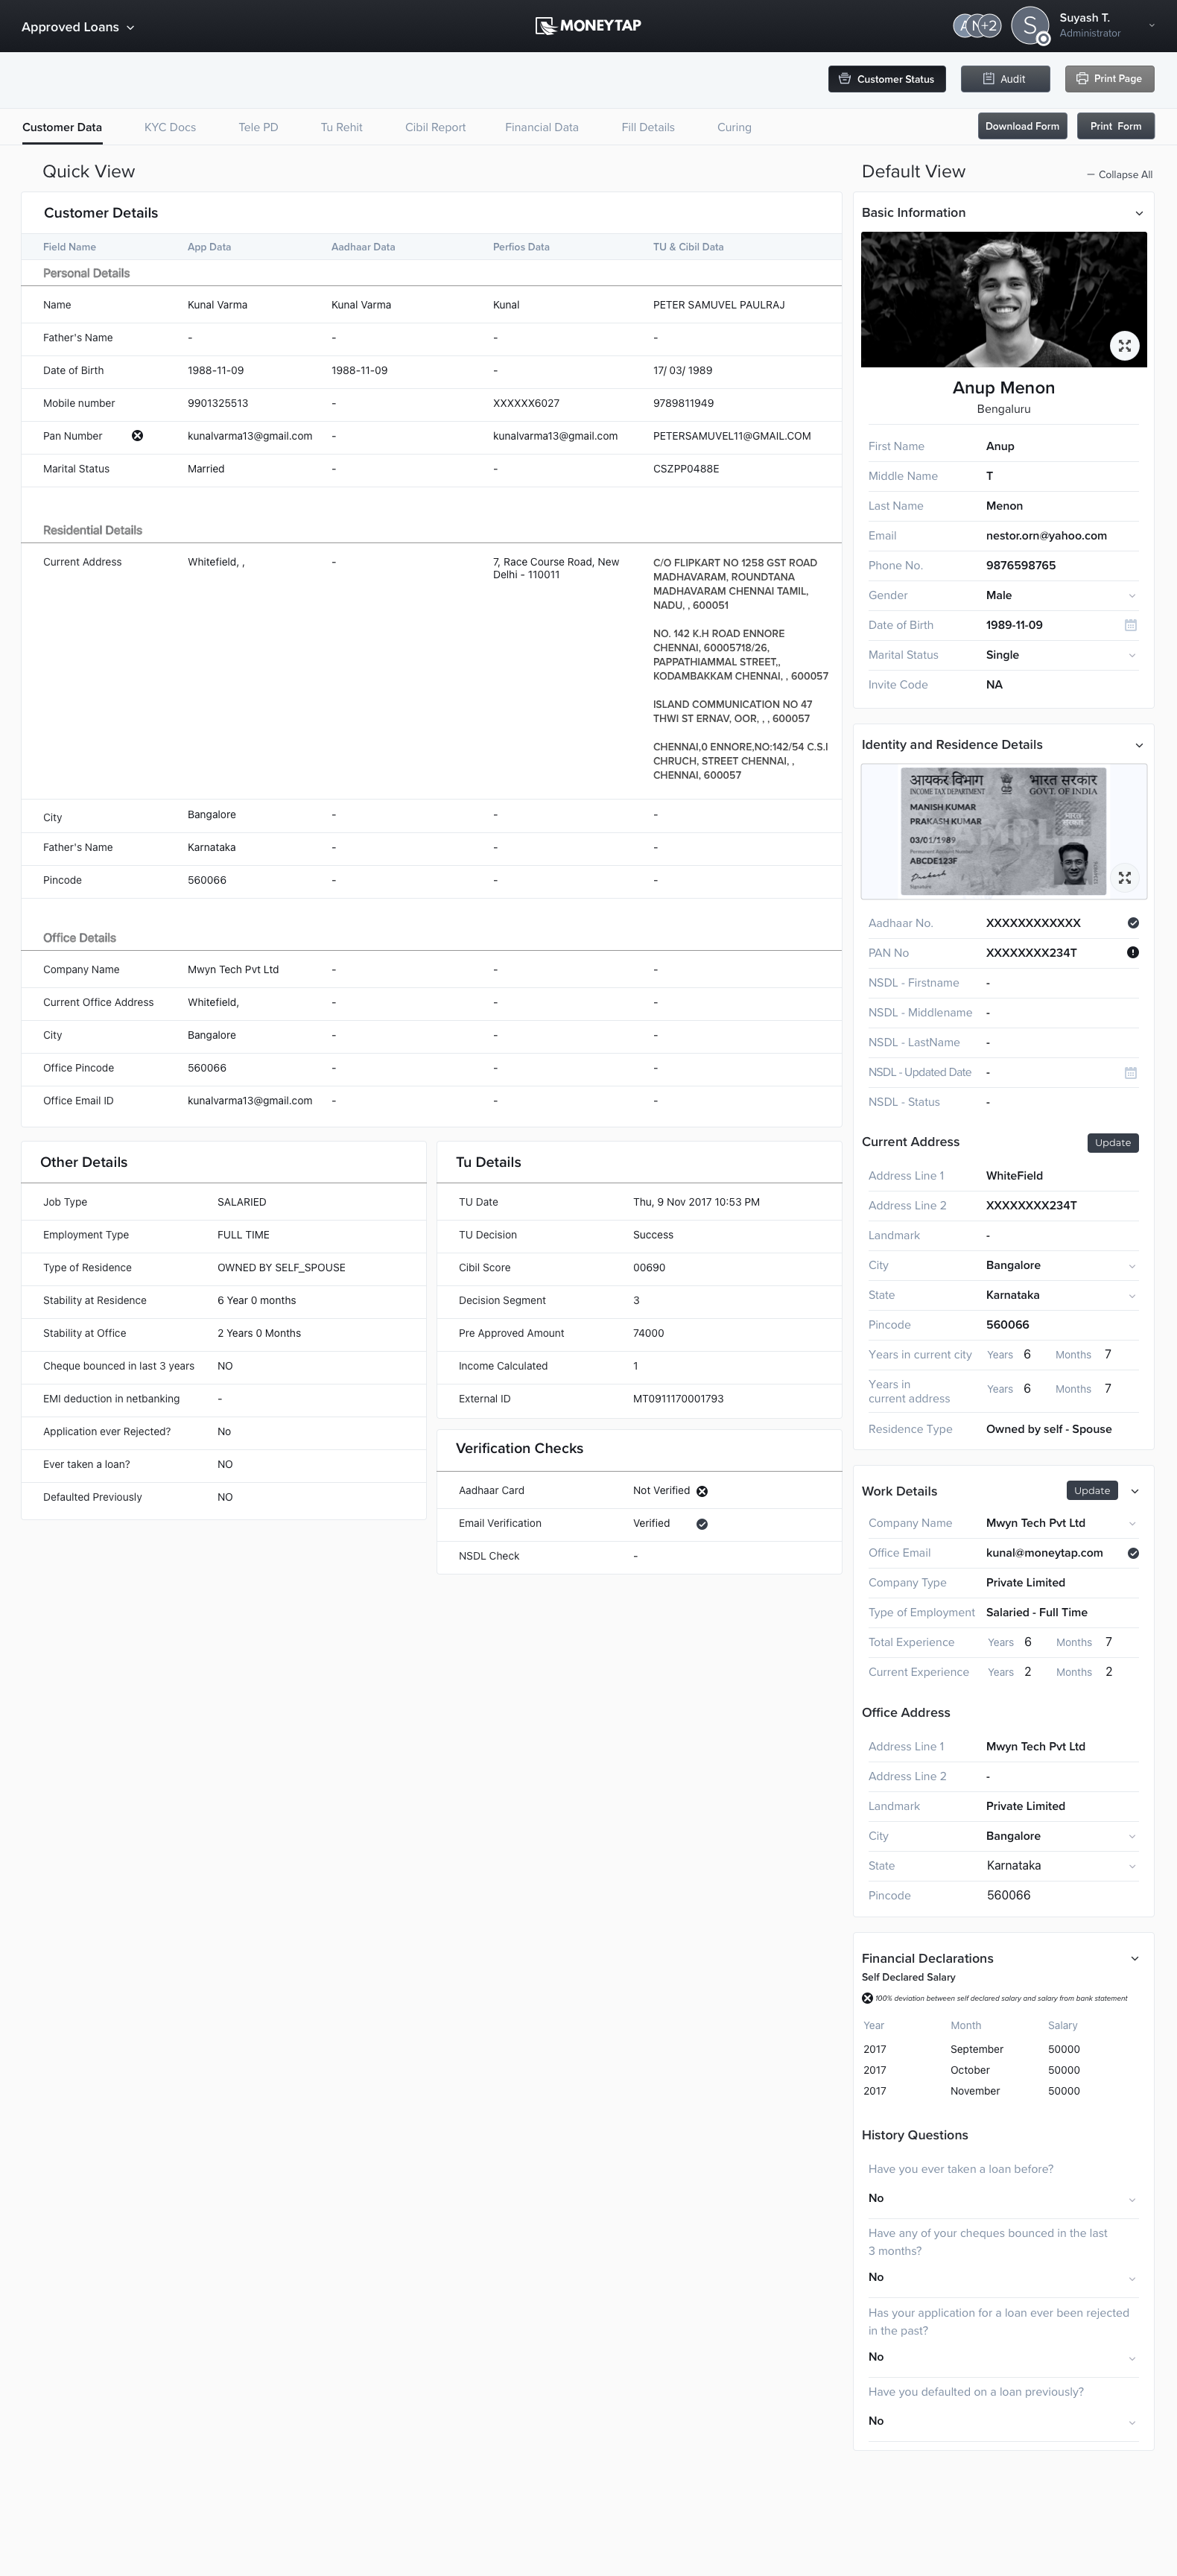 Approved Loans
MONEYTAP
+2
S
Suyash T.
Administrator
Customer Status
Audit
Print Page
Customer Data
KYC Docs
Tele PD
Tu Rehit
Cibil Report
Financial Data
Fill Details
Curing
Download Form
Print Form
Quick View
Customer Details
Field Name App Data Aadhaar Data Perfios Data TU & Cibil Data
Personal Details
Name Kunal Varma Kunal Varma Kunal PETER SAMUVEL PAULRAJ
Father's Name - - - -
Date of Birth 1988-11-09 1988-11-09 - 17/ 03/ 1989
Mobile number 9901325513 - XXXXXX6027 9789811949
Pan Number kunalvarma13@gmail.com - kunalvarma13@gmail.com PETERSAMUVEL11@GMAIL.COM
Marital Status Married - - CSZPP0488E
Residential Details
Current Address Whitefield, , -
7, Race Course Road, New
Delhi - 110011
C/O FLIPKART NO 1258 GST ROAD
MADHAVARAM, ROUNDTANA
MADHAVARAM CHENNAI TAMIL,
NADU, , 600051
NO. 142 K.H ROAD ENNORE
CHENNAI, 60005718/26,
PAPPATHIAMMAL STREET,,
KODAMBAKKAM CHENNAI, , 600057
ISLAND COMMUNICATION NO 47
THWI ST ERNAV, OOR, , , 600057
CHENNAI,0 ENNORE,NO:142/54 C.S.I
CHRUCH, STREET CHENNAI, ,
CHENNAI, 600057
City Bangalore - - -
Father's Name Karnataka - - -
Pincode 560066 - - -
Office Details
Company Name Mwyn Tech Pvt Ltd - - -
Current Office Address Whitefield, - - -
City Bangalore - - -
Office Pincode 560066 - - -
Office Email ID kunalvarma13@gmail.com - - -
Other Details
Job Type SALARIED
Employment Type FULL TIME
Type of Residence OWNED BY SELF_SPOUSE
Stability at Residence 6 Year 0 months
Stability at Office 2 Years 0 Months
Cheque bounced in last 3 years NO
EMI deduction in netbanking -
Application ever Rejected? No
Ever taken a loan? NO
Defaulted Previously NO
Tu Details
TU Date Thu, 9 Nov 2017 10:53 PM
TU Decision Success
Cibil Score 00690
Decision Segment 3
Pre Approved Amount 74000
Income Calculated 1
External ID MT0911170001793
Verification Checks
Aadhaar Card Not Verified
Email Verification Verified
NSDL Check -
Default View
— Collapse All
Basic Information
Anup Menon
Bengaluru
First Name Anup
Middle Name T
Last Name Menon
Email nestor.orn@yahoo.com
Phone No. 9876598765
Gender Male
Date of Birth 1989-11-09
Marital Status Single
Invite Code NA
Identity and Residence Details
आयकर विभाग भारत सरकार
INCOME TAX DEPARTMENT GOVT. OF INDIA
MANISH KUMAR
PRAKASH KUMAR
03/01/1989
Permanent Account Number
ABCDE123F
Prakash
Signature
Aadhaar No. XXXXXXXXXXXX
PAN No XXXXXXXX234T
NSDL - Firstname -
NSDL - Middlename -
NSDL - LastName -
NSDL - Updated Date -
NSDL - Status -
Current Address Update
Address Line 1 WhiteField
Address Line 2 XXXXXXXX234T
Landmark -
City Bangalore
State Karnataka
Pincode 560066
Years in current city Years 6 Months 7
Years in
current address Years 6 Months 7
Residence Type Owned by self - Spouse
Work Details Update
Company Name Mwyn Tech Pvt Ltd
Office Email kunal@moneytap.com
Company Type Private Limited
Type of Employment Salaried - Full Time
Total Experience Years 6 Months 7
Current Experience Years 2 Months 2
Office Address
Address Line 1 Mwyn Tech Pvt Ltd
Address Line 2 -
Landmark Private Limited
City Bangalore
State Karnataka
Pincode 560066
Financial Declarations
Self Declared Salary
100% deviation between self declared salary and salary from bank statement
Year Month Salary
2017 September 50000
2017 October 50000
2017 November 50000
History Questions
Have you ever taken a loan before?
No
Have any of your cheques bounced in the last
3 months?
No
Has your application for a loan ever been rejected
in the past?
No
Have you defaulted on a loan previously?
No